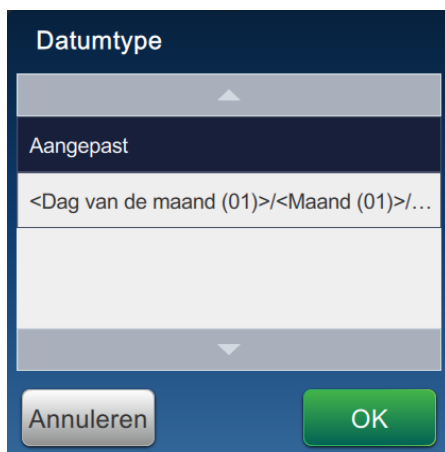 Datumtype
Aangepast
<Dag van de maand (01)>/<Maand (01)>/...
Annuleren
OK